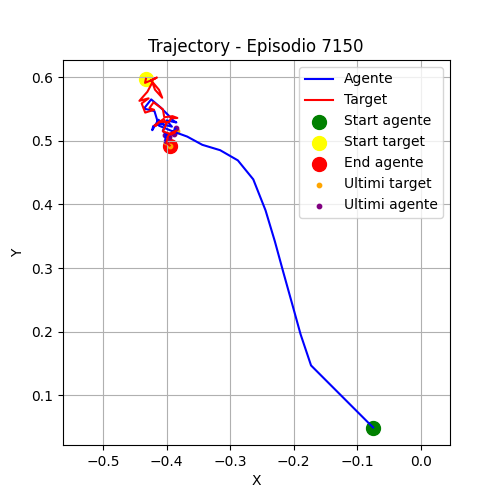 Trajectory - Episodio 7150
Agente
Target
Start agente
Start target
End agente
Ultimi target
Ultimi agente
Y
0.6
0.5
0.4
0.3
0.2
0.1
−0.5 −0.4 −0.3 −0.2 −0.1 0.0
X